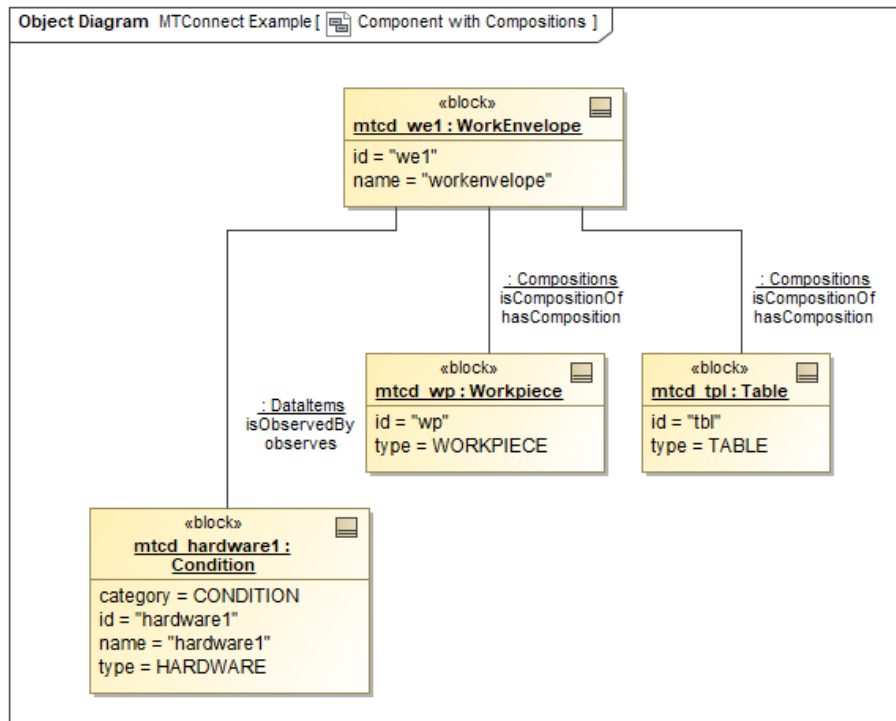 Object Diagram MTConnect Example [ Component with Compositions ]
«block»
mtcd_we1 : WorkEnvelope
id = "we1"
name = "workenvelope"
: Compositions
isCompositionOf
hasComposition
: Compositions
isCompositionOf
hasComposition
«block»
mtcd_wp : Workpiece
id = "wp"
type = WORKPIECE
«block»
mtcd_tpl : Table
id = "tbl"
type = TABLE
: DataItems
isObservedBy
observes
«block»
mtcd_hardware1 :
Condition
category = CONDITION
id = "hardware1"
name = "hardware1"
type = HARDWARE